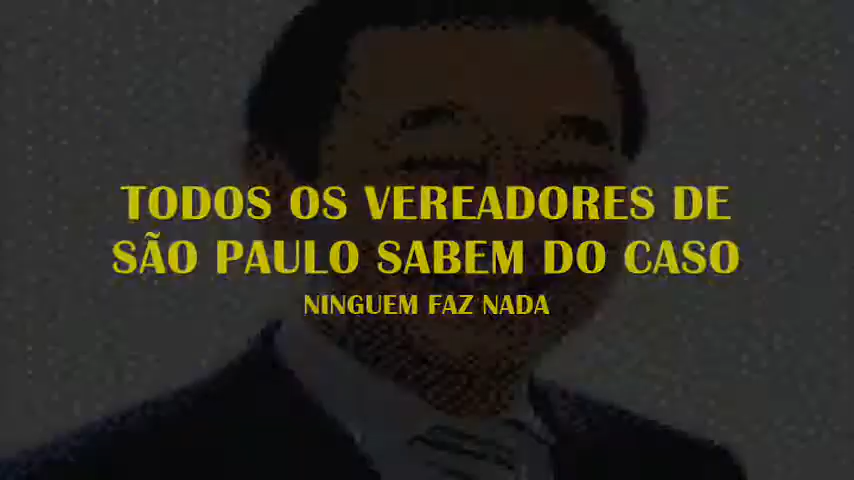 TODOS OS VEREADORES DE
SÃO PAULO SABEM DO CASO
NINGUEM FAZ NADA